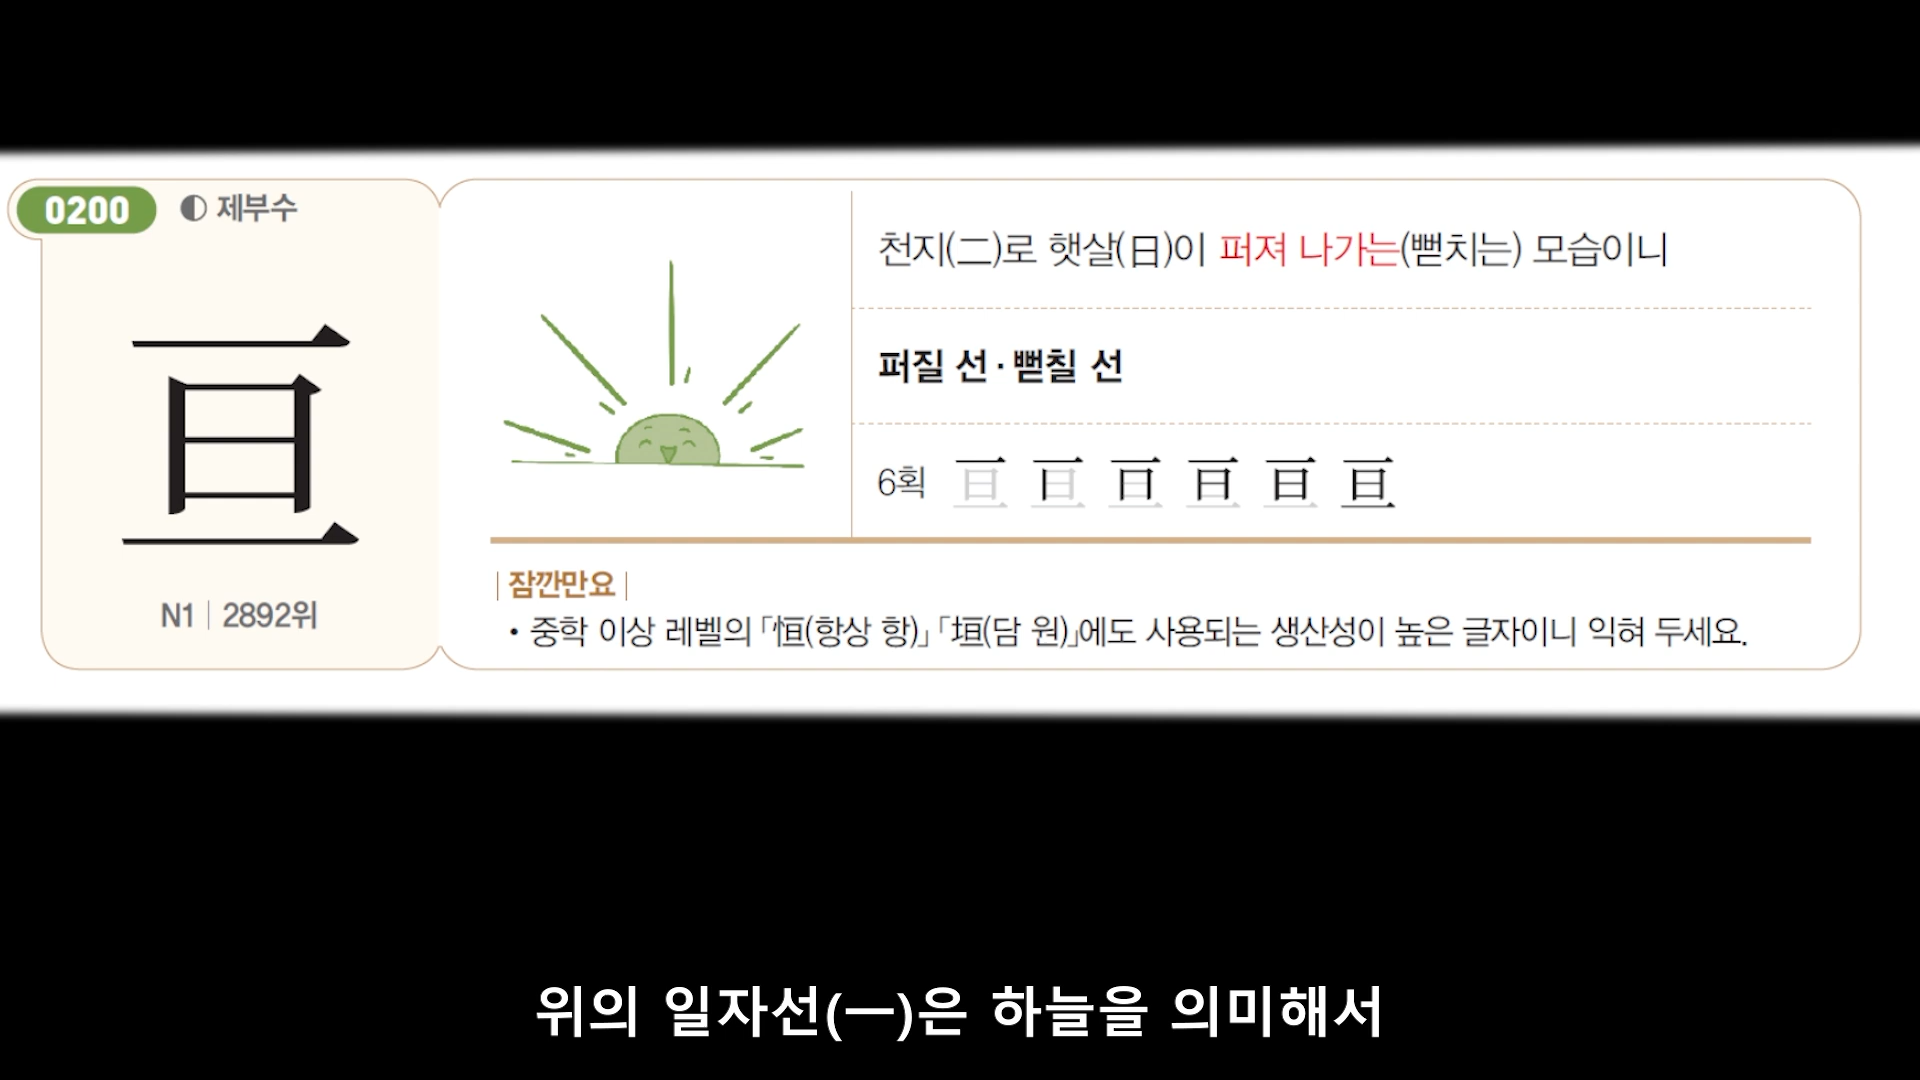 0200 ◐ 제부수
亘
N1 | 2892위
천지(二)로 햇살(日)이 퍼져 나가는(뻗치는) 모습이니
퍼질 선 · 뻗칠 선
6획 亘 亘 亘 亘 亘 亘
| 잠깐만요 |
• 중학 이상 레벨의 「恒(항상 항)」 「垣(담 원)」에도 사용되는 생산성이 높은 글자이니 익혀 두세요.
위의 일자선(一)은 하늘을 의미해서